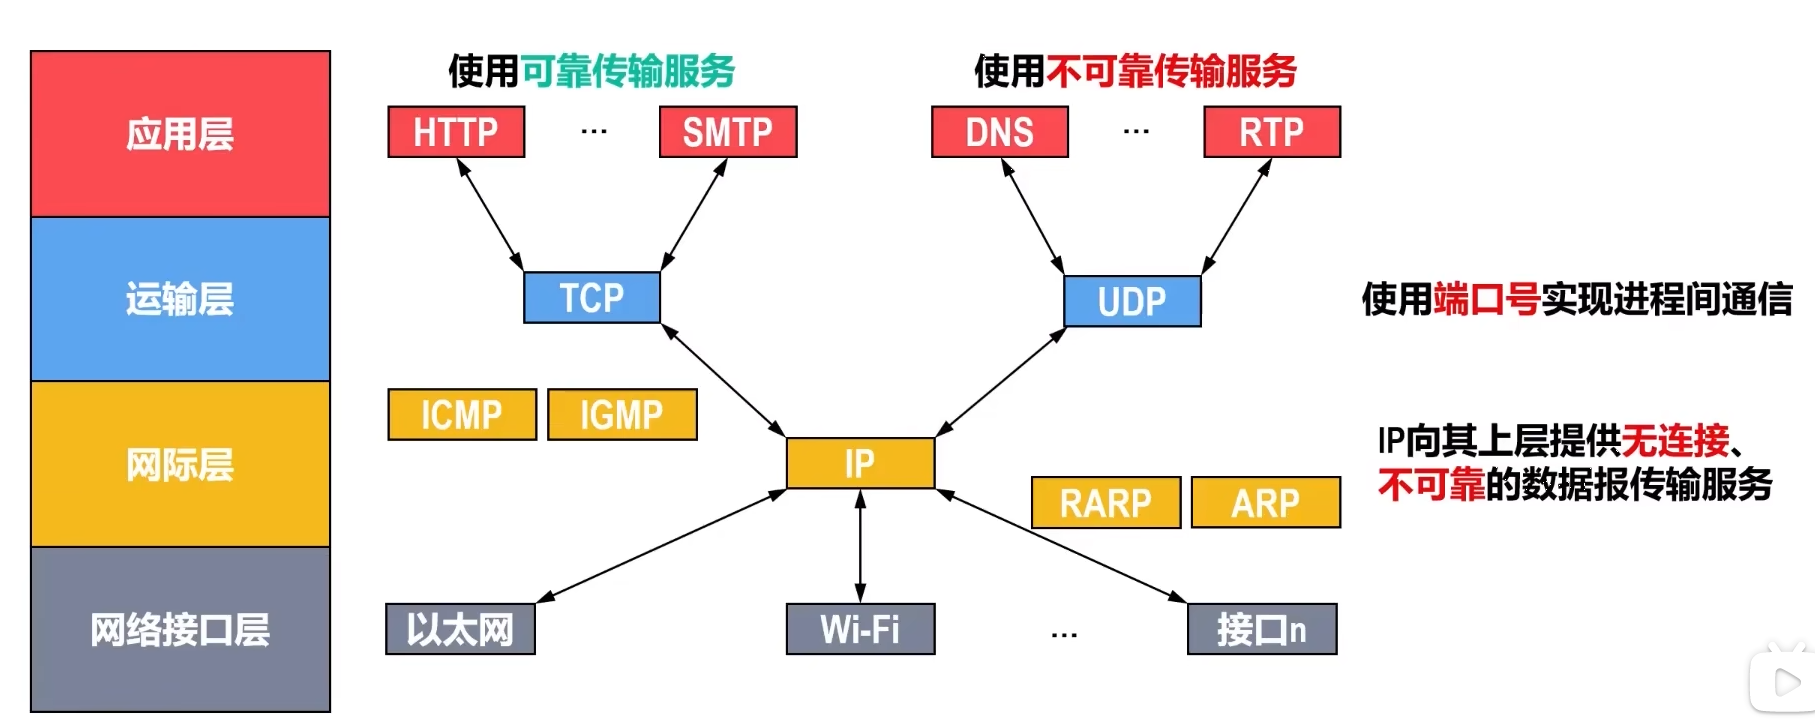 使用可靠传输服务
使用不可靠传输服务
应用层
HTTP
...
SMTP
DNS
...
RTP
运输层
TCP
UDP
使用端口号实现进程间通信
网际层
ICMP
IGMP
IP
RARP
ARP
IP向其上层提供无连接、
不可靠的数据报传输服务
网络接口层
以太网
Wi-Fi
...
接口n